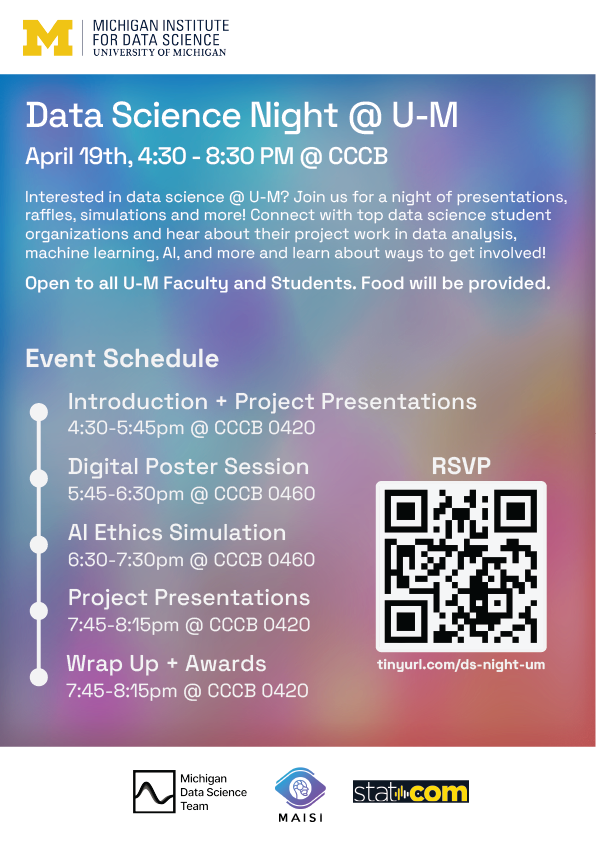 M
MICHIGAN INSTITUTE
FOR DATA SCIENCE
UNIVERSITY OF MICHIGAN
Data Science Night @ U-M
April 19th, 4:30 - 8:30 PM @ CCCB
Interested in data science @ U-M? Join us for a night of presentations,
raffles, simulations and more! Connect with top data science student
organizations and hear about their project work in data analysis,
machine learning, AI, and more and learn about ways to get involved!
Open to all U-M Faculty and Students. Food will be provided.
Event Schedule
Introduction + Project Presentations
4:30-5:45pm @ CCCB 0420
Digital Poster Session
5:45-6:30pm @ CCCB 0460
AI Ethics Simulation
6:30-7:30pm @ CCCB 0460
Project Presentations
7:45-8:15pm @ CCCB 0420
Wrap Up + Awards
7:45-8:15pm @ CCCB 0420
RSVP
tinyurl.com/ds-night-um
Michigan
Data Science
Team
MAISI
statcom